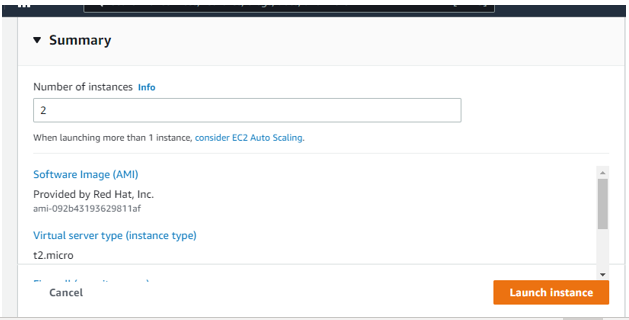 Summary
Number of instances Info
2
When launching more than 1 instance, consider EC2 Auto Scaling.
Software Image (AMI)
Provided by Red Hat, Inc.
ami-092b43193629811af
Virtual server type (instance type)
t2.micro
Cancel
Launch instance